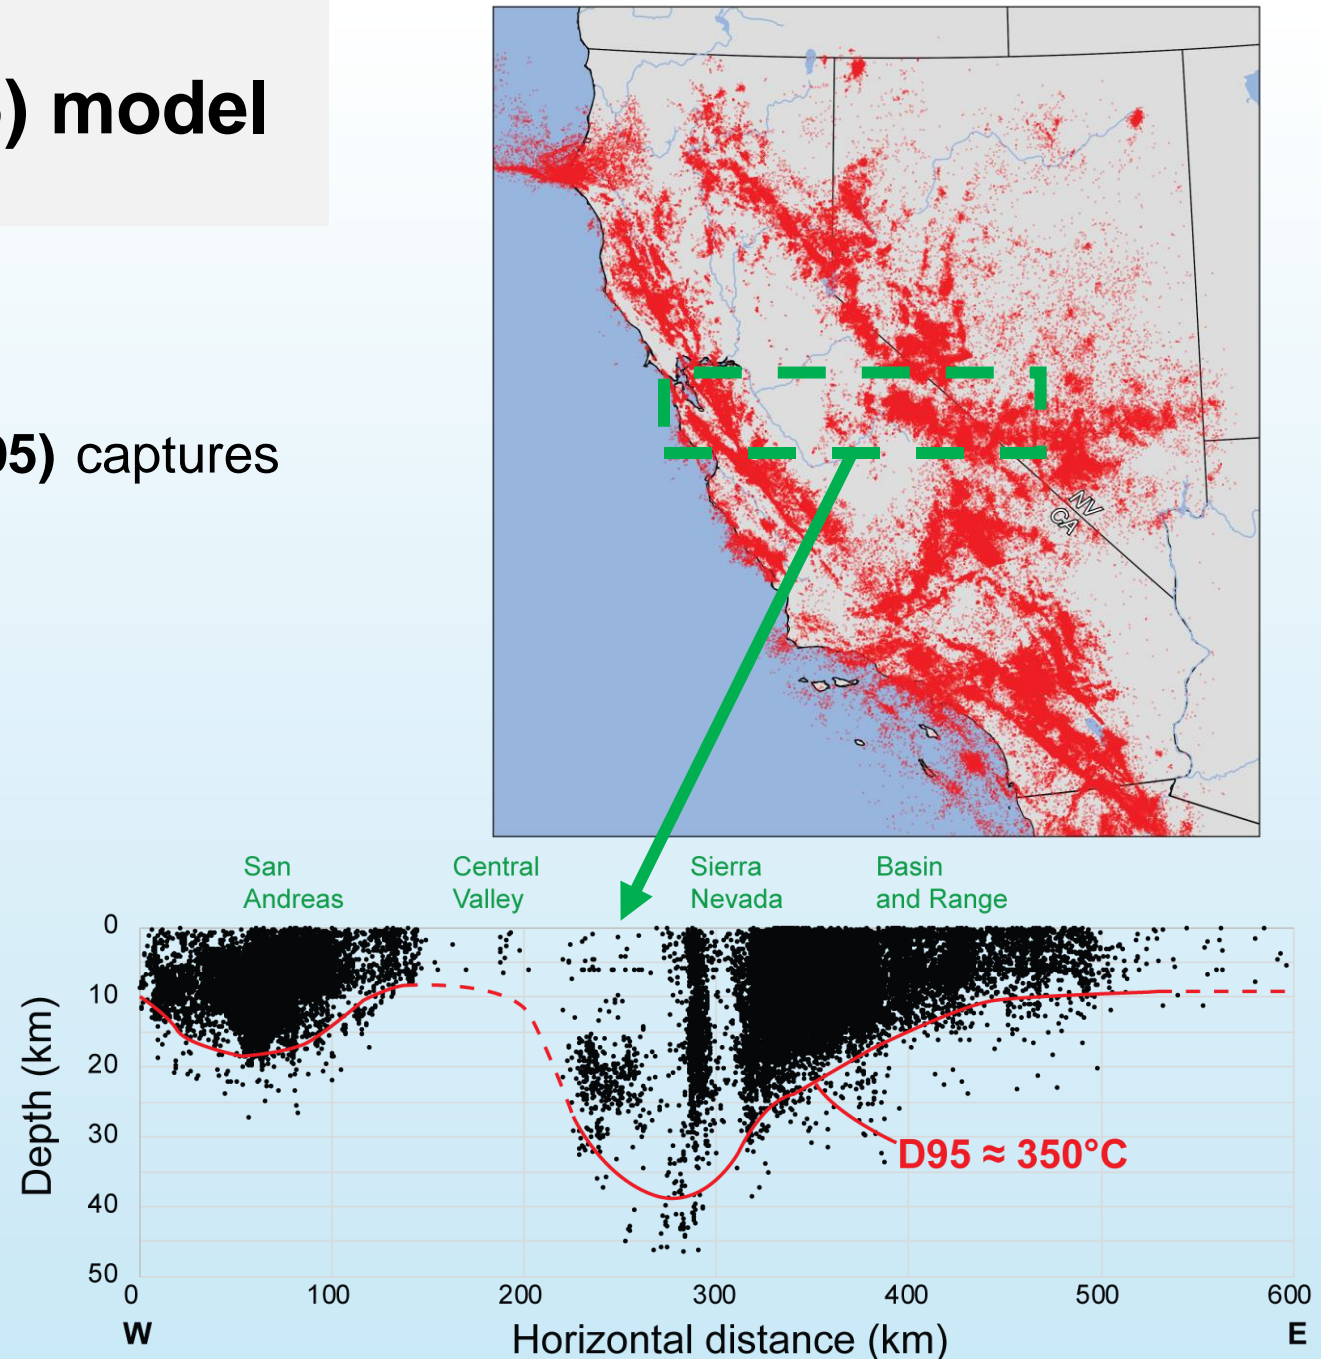 ) model
) captures
NV
CA
San
Andreas
Central
Valley
Sierra
Nevada
Basin
and Range
0
10
20
30
40
50
Depth (km)
D95 ≈ 350°C
0
100
200
300
400
500
600
W
Horizontal distance (km)
E